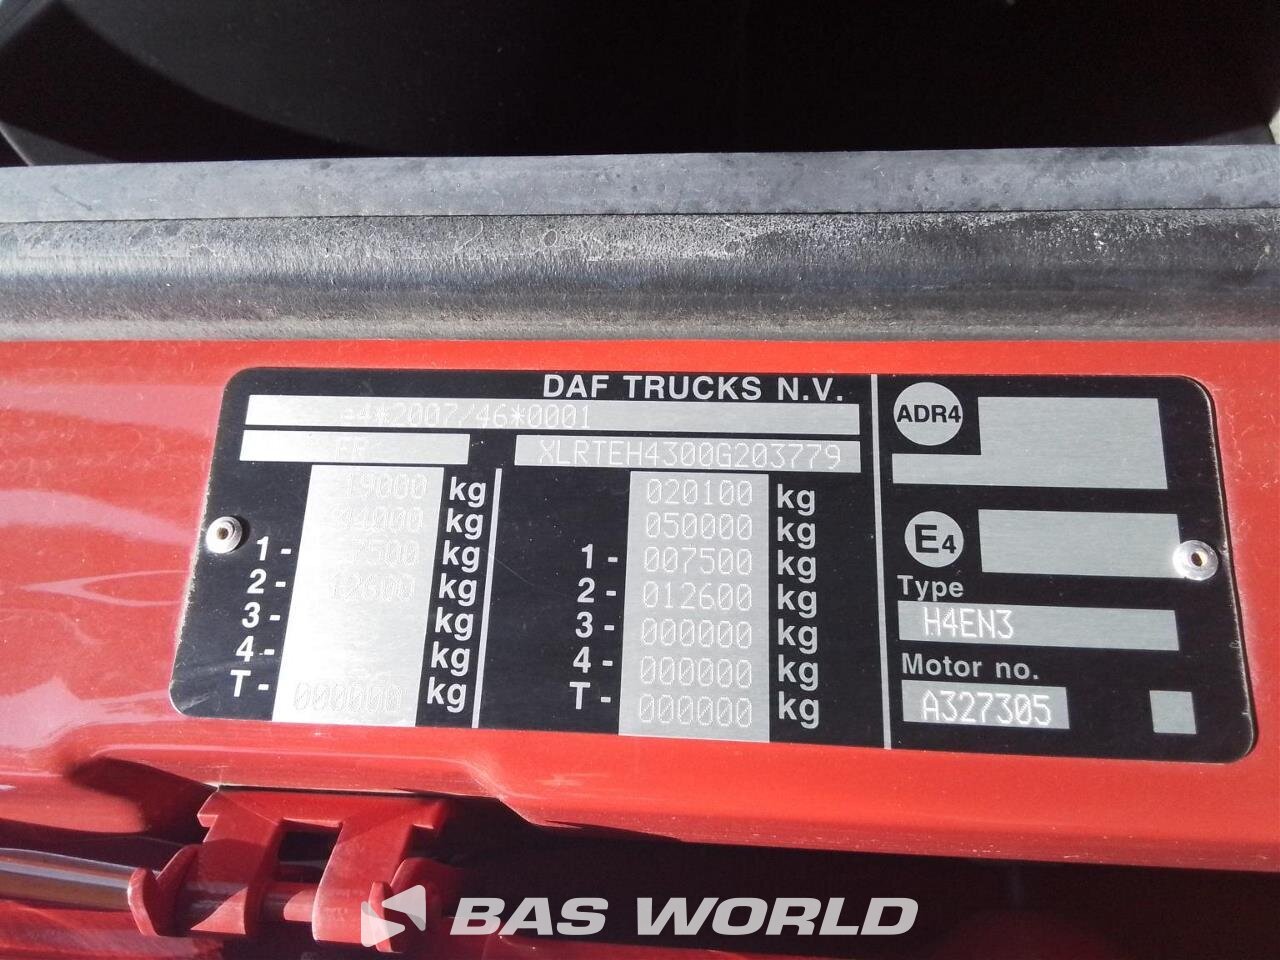 DAF TRUCKS N.V.
e4*2007/46*0001
FR
XLRTEH4300G203779
19000 kg
34000 kg
1- 7500 kg
2- 12600 kg
3- kg
4- kg
T- 000000 kg
020100 kg
050000 kg
1- 007500 kg
2- 012600 kg
3- 000000 kg
4- 000000 kg
T- 000000 kg
ADR4
E4
Type
H4EN3
Motor no.
A327305
BAS WORLD